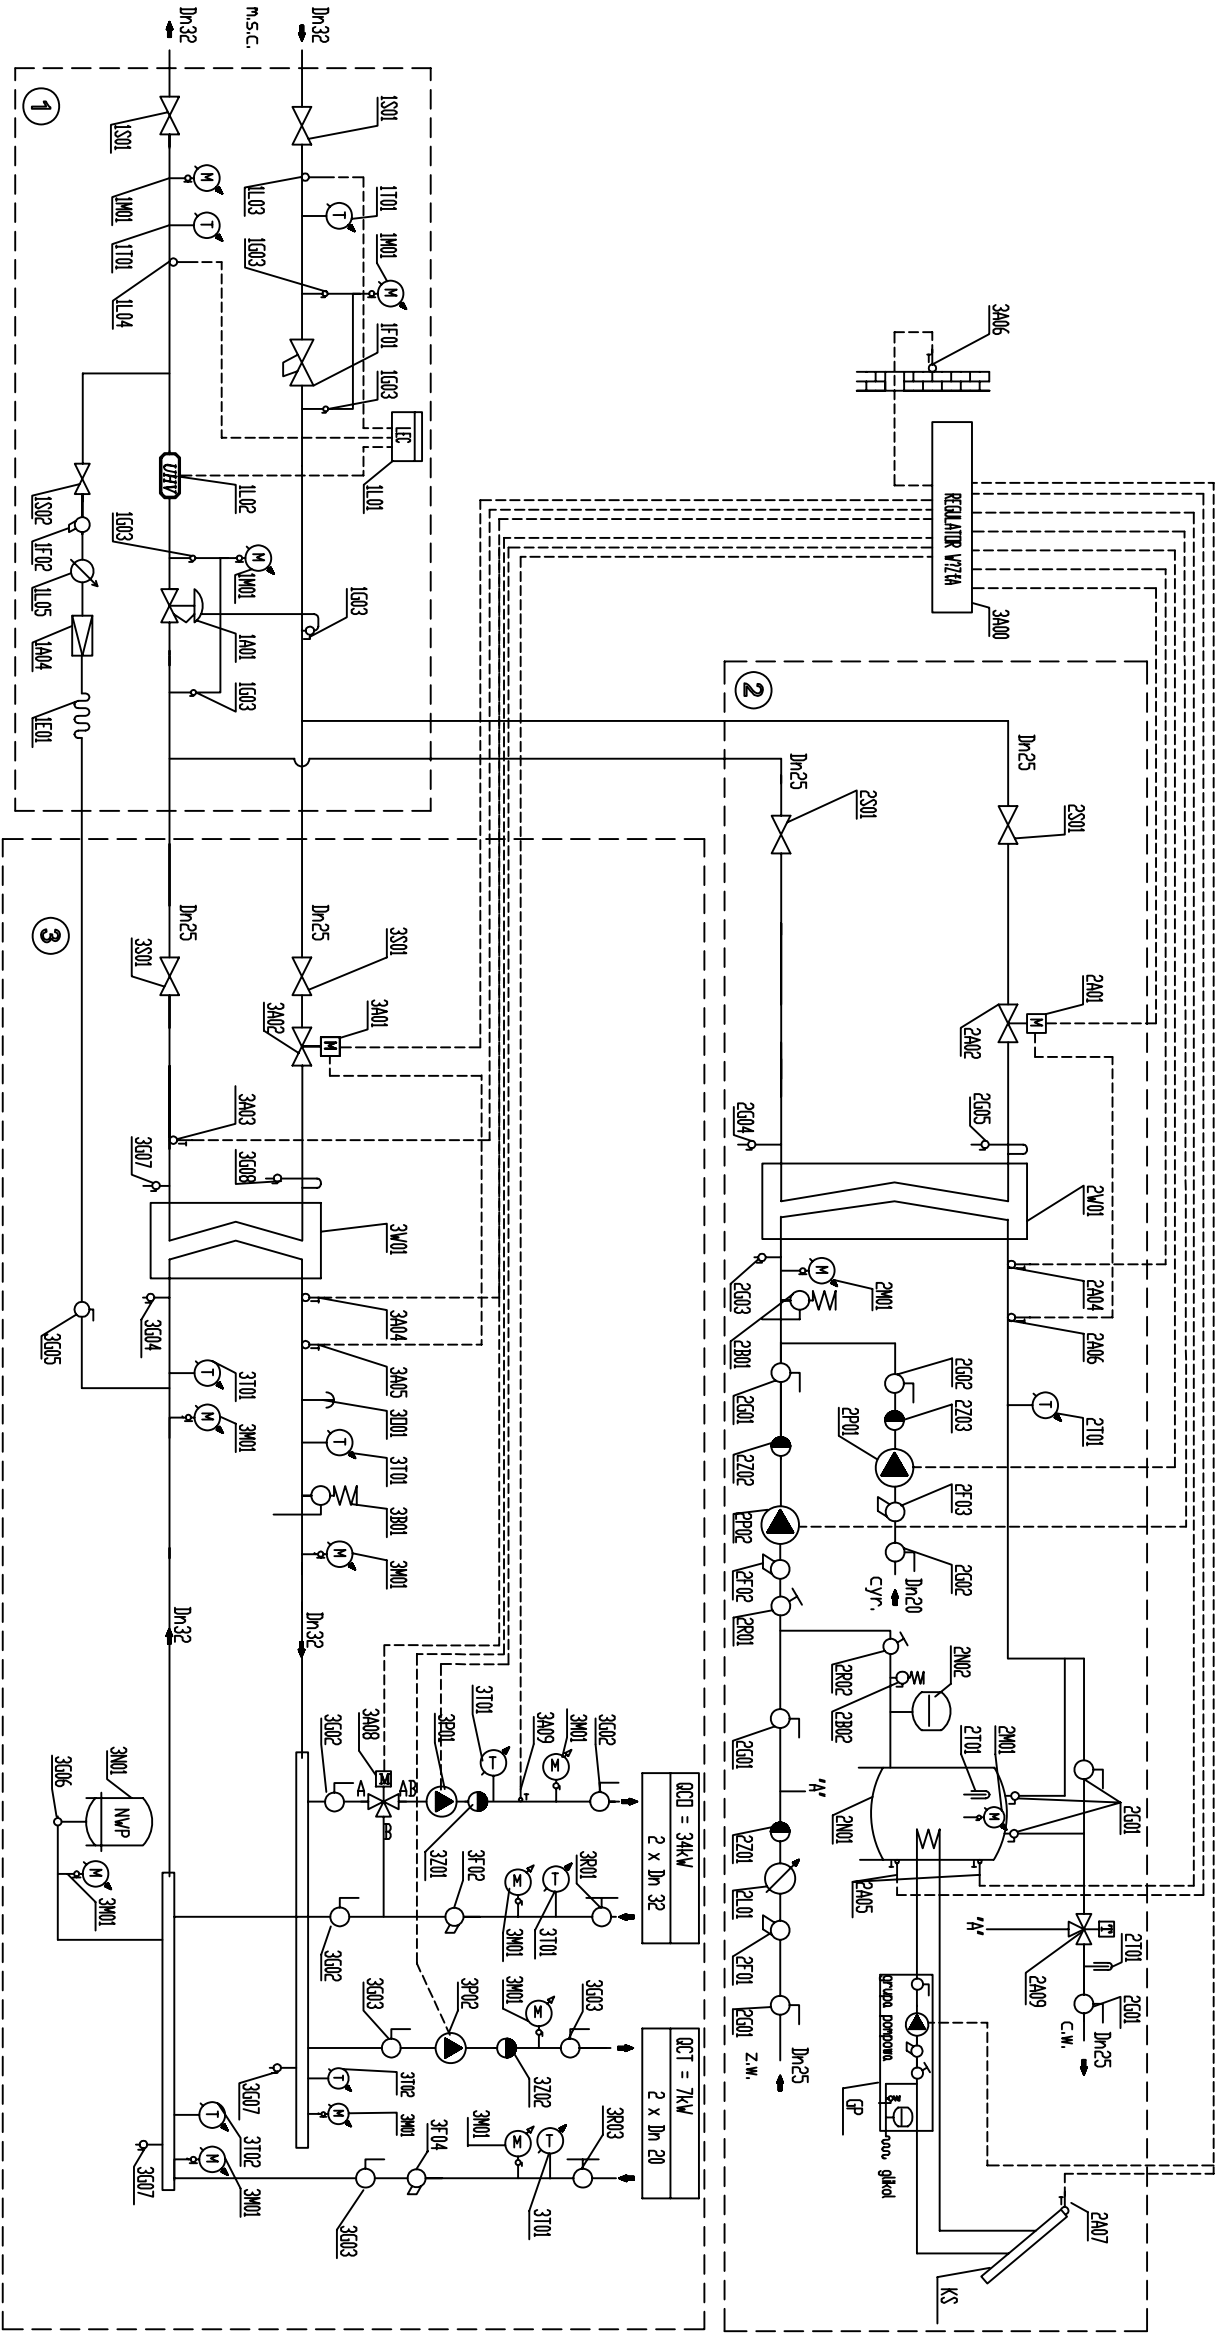 3A06
REGULATOR WĘZŁA
3A00
2
Dn25
2S01
2A01
2A02
2G05
2W01
2A04
2A06
2T01
Dn25
2S01
2G04
2G03
2M01
2B01
2G01
2G02
2Z03
2P01
2F03
2G02
Dn20
cyr.
2Z02
2P02
2F02
2R01
2R02
2B02
2N02
2T01
2M01
2N01
2G01
2A05
2G01
"A"
2Z01
2L01
2F01
2G01
Dn25
z.w.
"A"
T
2T01
2A09
2G01
Dn25
c.w.
grupa pompowa
GP
glikol
2A07
KS
Dn32
m.s.c.
Dn32
1S01
1L03
1T01
1G03
1M01
1F01
1G03
LEC
1L01
1G03
1
1S01
1M01
1T01
1L04
UHV
1L02
1G03
1M01
1A01
1G03
1S02
1F02
1L05
1A04
1E01
3
Dn25
3S01
3A01
3A02
3G08
3W01
3A04
3A05
3D01
3T01
3B01
3M01
Dn32
Dn25
3S01
3A03
3G07
3G04
3G05
3T01
3M01
Dn32
3G02
3A08
A
AB
B
3P01
3Z01
3T01
3A09
3M01
3G02
QCO = 34kW
2 x Dn 32
3G02
3F02
3M01
3T01
3R01
3G03
3P02
3Z02
3M01
3G03
QCT = 7kW
2 x Dn 20
3G03
3F04
3M01
3T01
3R03
3G07
3T02
3M01
3N01
NWP
3G06
3M01
3T02
3M01
3G07